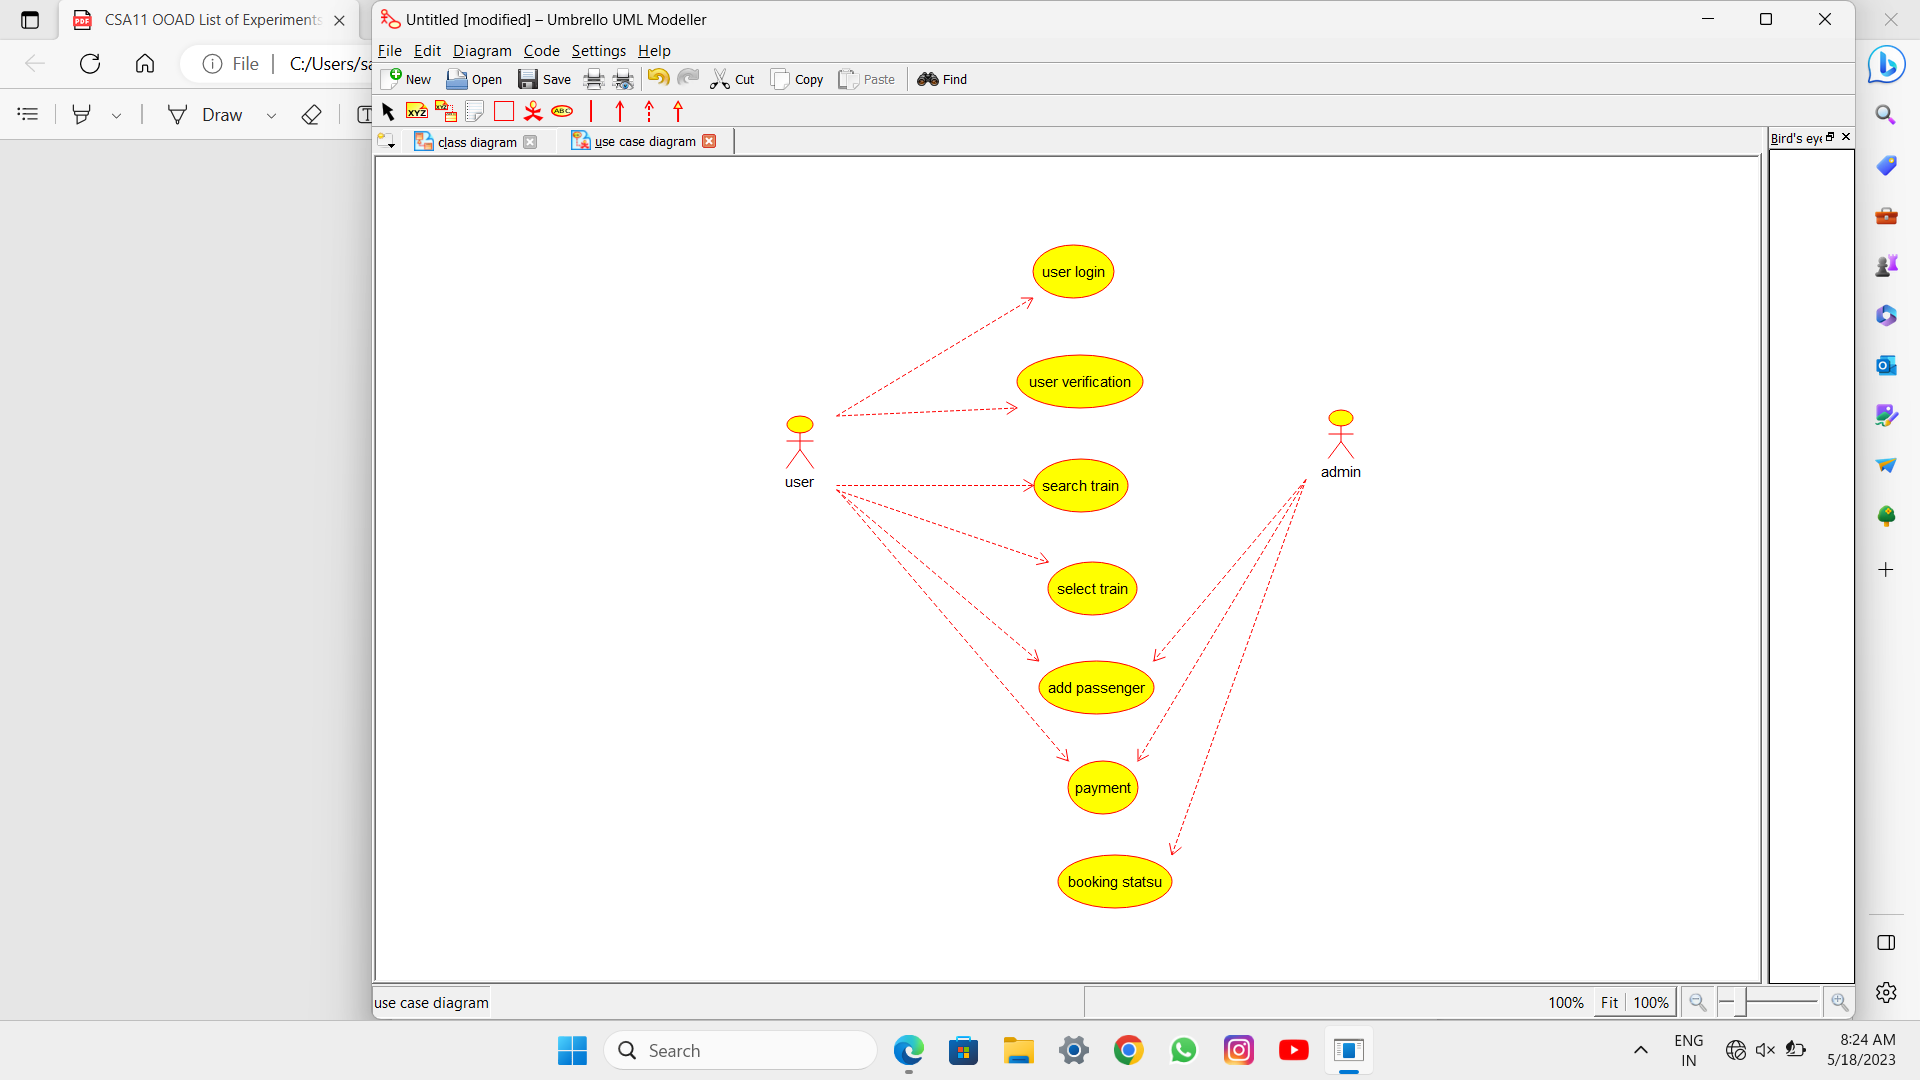 CSA11 OOAD List of Experiments
Untitled [modified] – Umbrello UML Modeller
File Edit Diagram Code Settings Help
File C:/Users/sa
New Open Save Cut Copy Paste Find
Draw
XYZ XYZ ABC
class diagram use case diagram
Bird's eye
user login
user verification
user
admin
search train
select train
add passenger
payment
booking statsu
use case diagram
100% Fit 100%
Search
ENG
IN
8:24 AM
5/18/2023